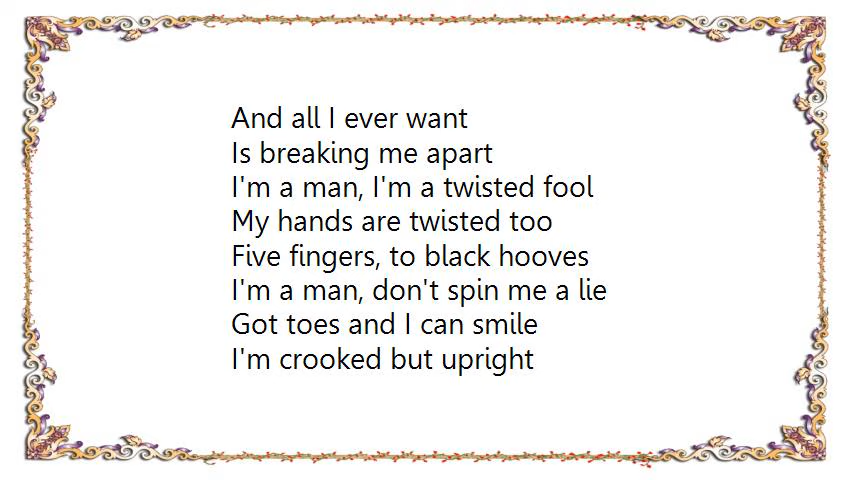 And all I ever want
Is breaking me apart
I'm a man, I'm a twisted fool
My hands are twisted too
Five fingers, to black hooves
I'm a man, don't spin me a lie
Got toes and I can smile
I'm crooked but upright